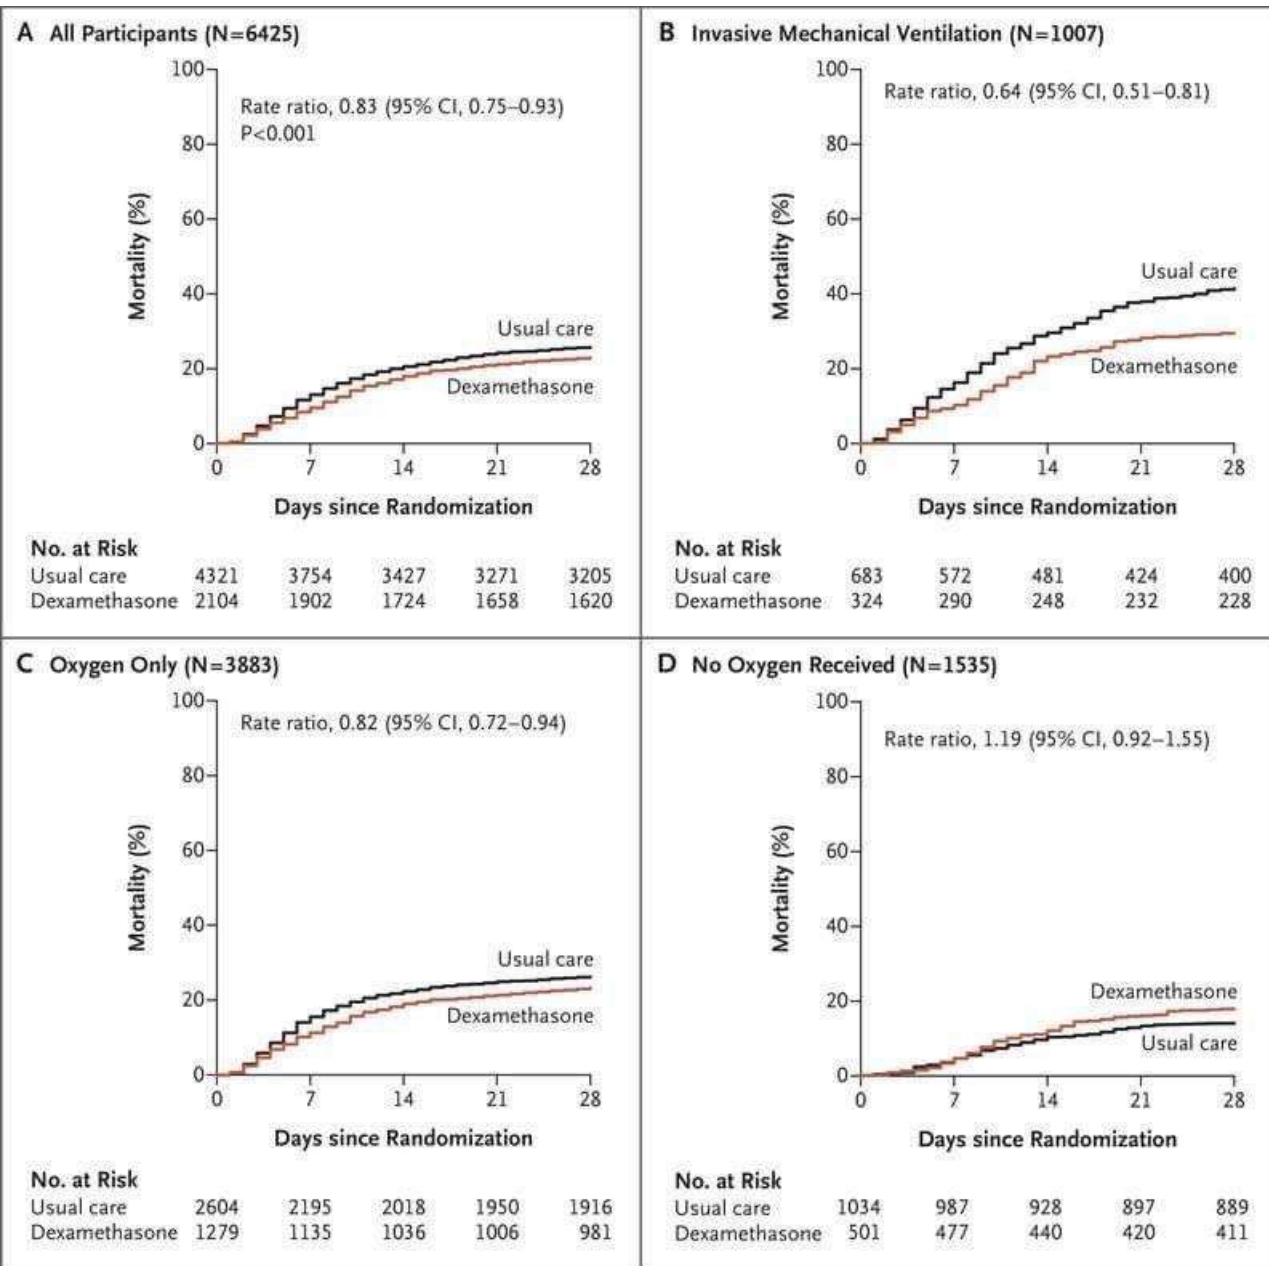 A All Participants (N=6425)
100
80
60
40
20
0
Mortality (%)
Rate ratio, 0.83 (95% CI, 0.75–0.93)
P<0.001
Usual care
Dexamethasone
0 7 14 21 28
Days since Randomization
No. at Risk
Usual care 4321 3754 3427 3271 3205
Dexamethasone 2104 1902 1724 1658 1620
B Invasive Mechanical Ventilation (N=1007)
100
80
60
40
20
0
Mortality (%)
Rate ratio, 0.64 (95% CI, 0.51–0.81)
Usual care
Dexamethasone
0 7 14 21 28
Days since Randomization
No. at Risk
Usual care 683 572 481 424 400
Dexamethasone 324 290 248 232 228
C Oxygen Only (N=3883)
100
80
60
40
20
0
Mortality (%)
Rate ratio, 0.82 (95% CI, 0.72–0.94)
Usual care
Dexamethasone
0 7 14 21 28
Days since Randomization
No. at Risk
Usual care 2604 2195 2018 1950 1916
Dexamethasone 1279 1135 1036 1006 981
D No Oxygen Received (N=1535)
100
80
60
40
20
0
Mortality (%)
Rate ratio, 1.19 (95% CI, 0.92–1.55)
Dexamethasone
Usual care
0 7 14 21 28
Days since Randomization
No. at Risk
Usual care 1034 987 928 897 889
Dexamethasone 501 477 440 420 411